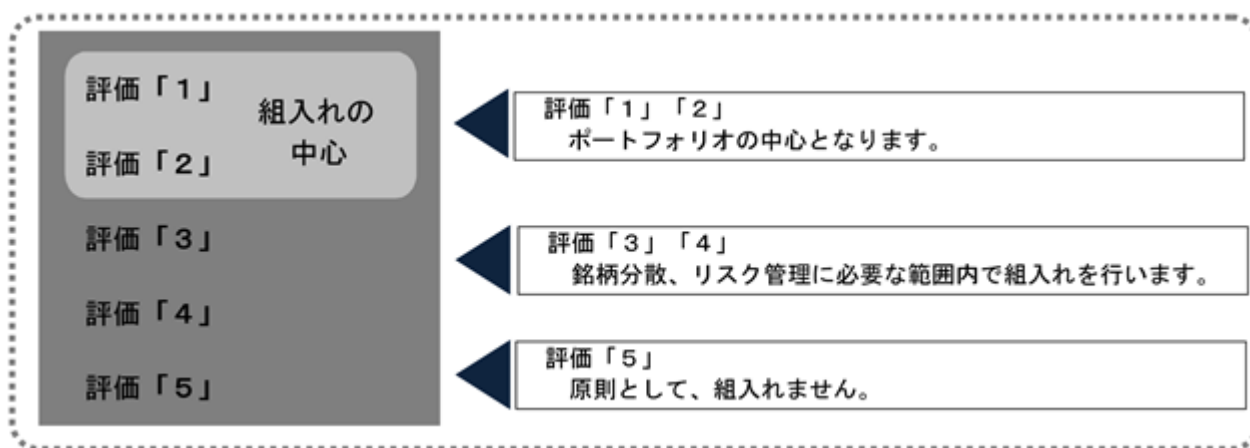 評価「１」
評価「２」
組入れの
中心
評価「３」
評価「４」
評価「５」
評価「１」「２」
ポートフォリオの中心となります。
評価「３」「４」
銘柄分散、リスク管理に必要な範囲内で組入れを行います。
評価「５」
原則として、組入れません。